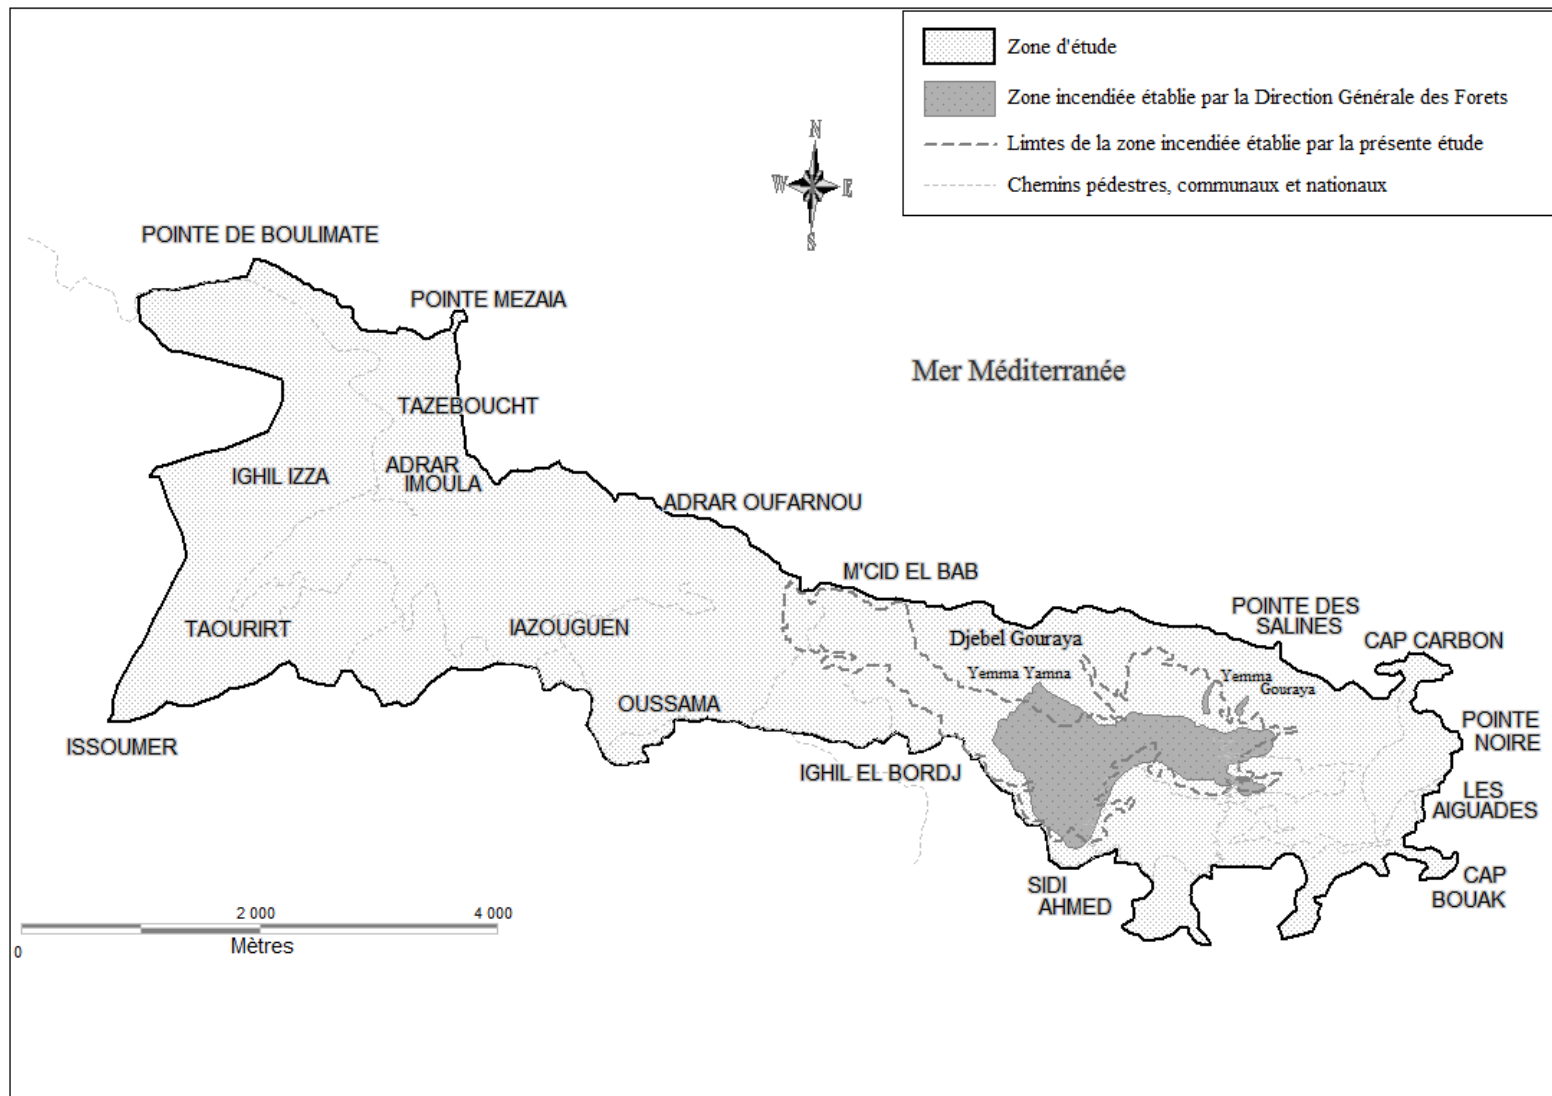 Zone d'étude
Zone incendiée établie par la Direction Générale des Forets
Limtes de la zone incendiée établie par la présente étude
Chemins pédestres, communaux et nationaux
N
W
E
S
POINTE DE BOULIMATE
POINTE MEZAIA
Mer Méditerranée
TAZEBOUCHT
ADRAR
IMOULA
IGHIL IZZA
ADRAR OUFARNOU
M'CID EL BAB
POINTE DES
SALINES
CAP CARBON
TAOURIRT
IAZOUGUEN
Djebel Gouraya
Yemma Yamna
Yemma
Gouraya
OUSSAMA
POINTE
NOIRE
ISSOUMER
IGHIL EL BORDJ
LES
AIGUADES
SIDI
AHMED
CAP
BOUAK
2 000
4 000
Mètres
0